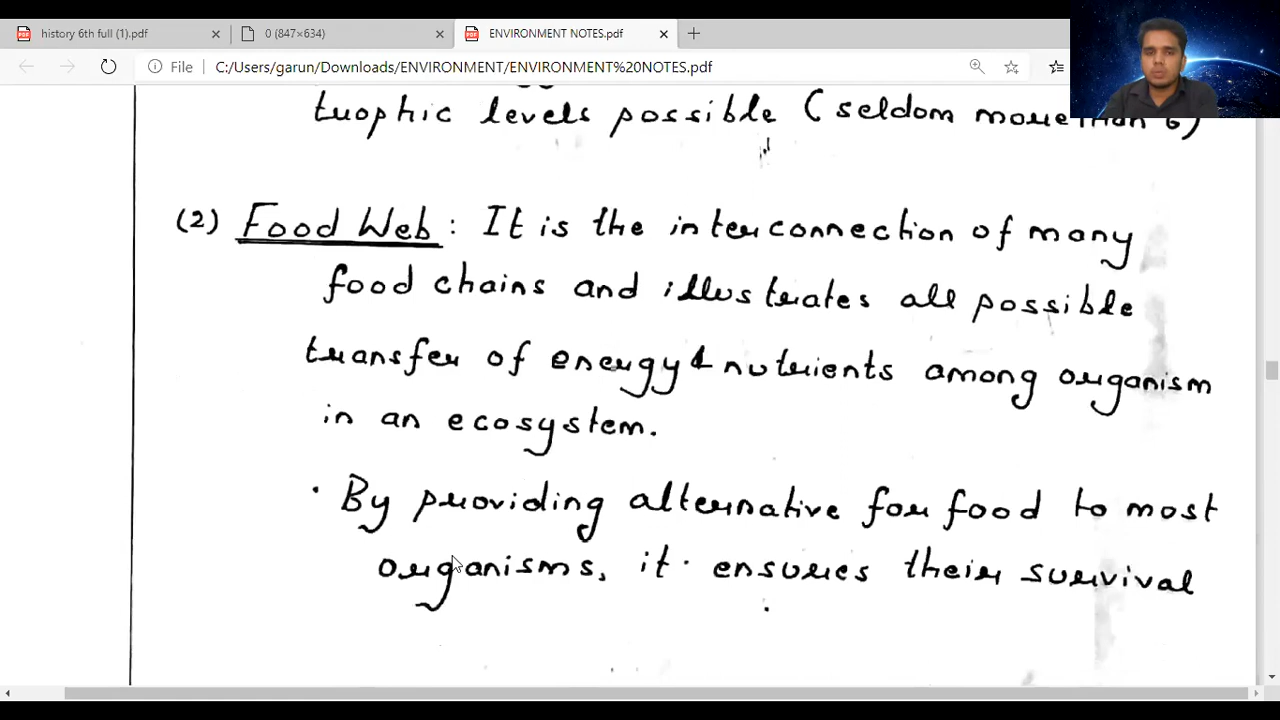 history 6th full (1).pdf
0 (847×634)
ENVIRONMENT NOTES.pdf
File C:/Users/garun/Downloads/ENVIRONMENT/ENVIRONMENT%20NOTES.pdf
trophic levels possible (seldom more than 6)
(2) Food Web : It is the interconnection of many
food chains and illustrates all possible
transfer of energy & nutrients among organism
in an ecosystem.
· By providing alternative for food to most
organisms, it ensures their survival